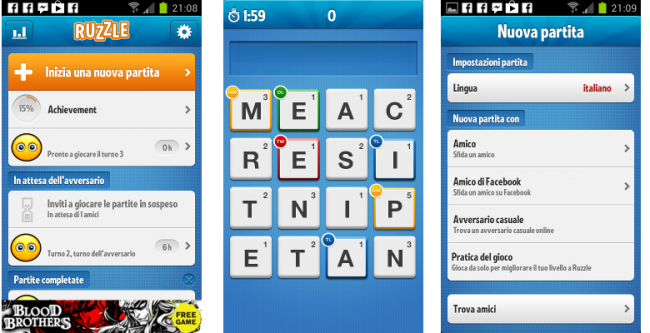 21:08
RUZZLE
Inizia una nuova partita
15%
Achievement
Pronto a giocare il turno 3
0 h
In attesa dell'avversario
Inviti a giocare le partite in sospeso
In attesa di 1 amici
Turno 2, turno dell'avversario
6 h
Partite completate
BLOOD
BROTHERS
FREE
GAME
1:59
0
DW 3 DL 1 1 2
M E A C
2 TW 1 2 TL 1
R E S I
2 3 1 DW 5
T N I P
1 2 TL 1 3
E T A N
21:09
Nuova partita
Impostazioni partita
Lingua
italiano
Nuova partita con
Amico
Sfida un amico
Amico di Facebook
Sfida un amico su Facebook
Avversario casuale
Trova un avversario casuale online
Pratica del gioco
Gioca da solo per migliorare il tuo livello a Ruzzle
Trova amici